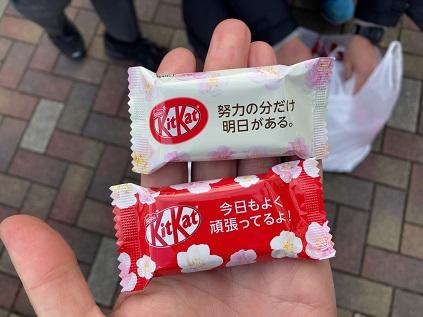 KitKat
努力の分だけ
明日がある。
KitKat
今日もよく
頑張ってるよ!